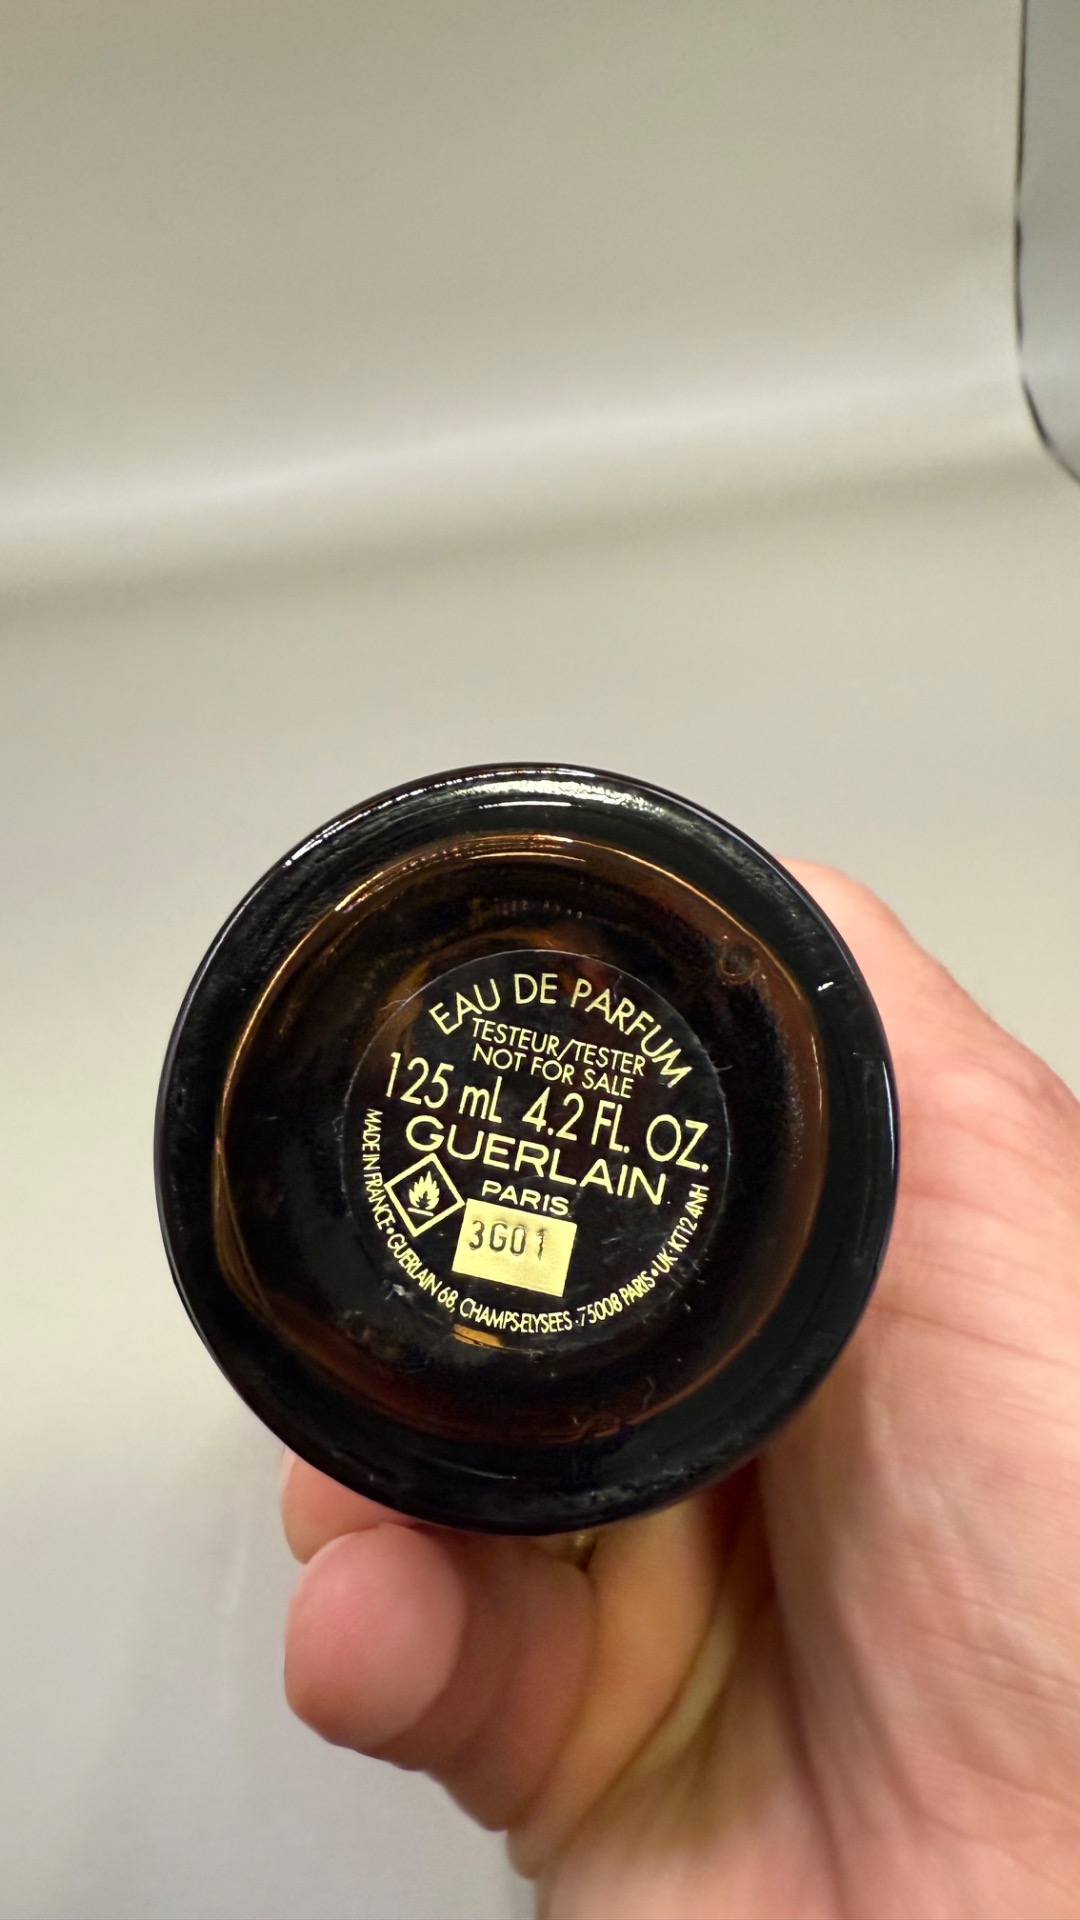 EAU DE PARFUM
TESTEUR/TESTER
NOT FOR SALE
125 mL 4.2 FL. OZ.
GUERLAIN
PARIS
3G01
MADE IN FRANCE • GUERLAIN 68, CHAMPS-ELYSEES - 75008 PARIS • UK: KT12 4NH